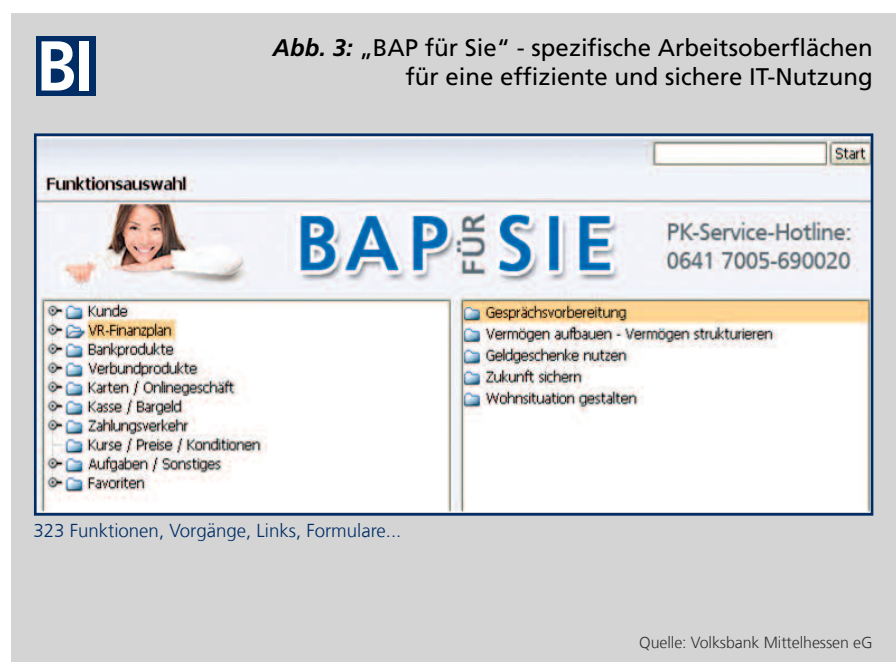 BI
Abb. 3: „BAP für Sie“ - spezifische Arbeitsoberflächen
für eine effiziente und sichere IT-Nutzung
Start
Funktionsauswahl
BAP FÜR SIE
PK-Service-Hotline:
0641 7005-690020
Kunde
VR-Finanzplan
Bankprodukte
Verbundprodukte
Karten / Onlinegeschäft
Kasse / Bargeld
Zahlungsverkehr
Kurse / Preise / Konditionen
Aufgaben / Sonstiges
Favoriten
Gesprächsvorbereitung
Vermögen aufbauen - Vermögen strukturieren
Geldgeschenke nutzen
Zukunft sichern
Wohnsituation gestalten
323 Funktionen, Vorgänge, Links, Formulare...
Quelle: Volksbank Mittelhessen eG